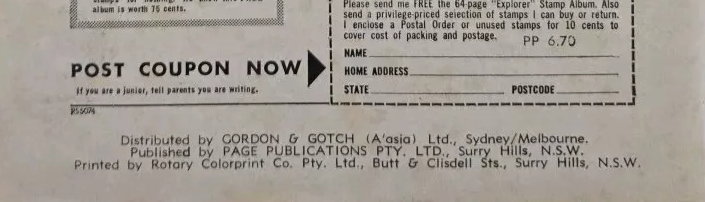 album is worth 75 cents.
Please send me FREE the 64-page "Explorer" Stamp Album. Also
send a privilege-priced selection of stamps I can buy or return.
I enclose a Postal Order or unused stamps for 10 cents to
cover cost of packing and postage.
PP 6.70
NAME
POST COUPON NOW
HOME ADDRESS
If you are a junior, tell parents you are writing.
STATE
POSTCODE
Distributed by GORDON & GOTCH (A'asia) Ltd., Sydney/Melbourne.
Published by PAGE PUBLICATIONS PTY. LTD., Surry Hills, N.S.W.
Printed by Rotary Colorprint Co. Pty. Ltd., Butt & Clisdell Sts., Surry Hills, N.S.W.